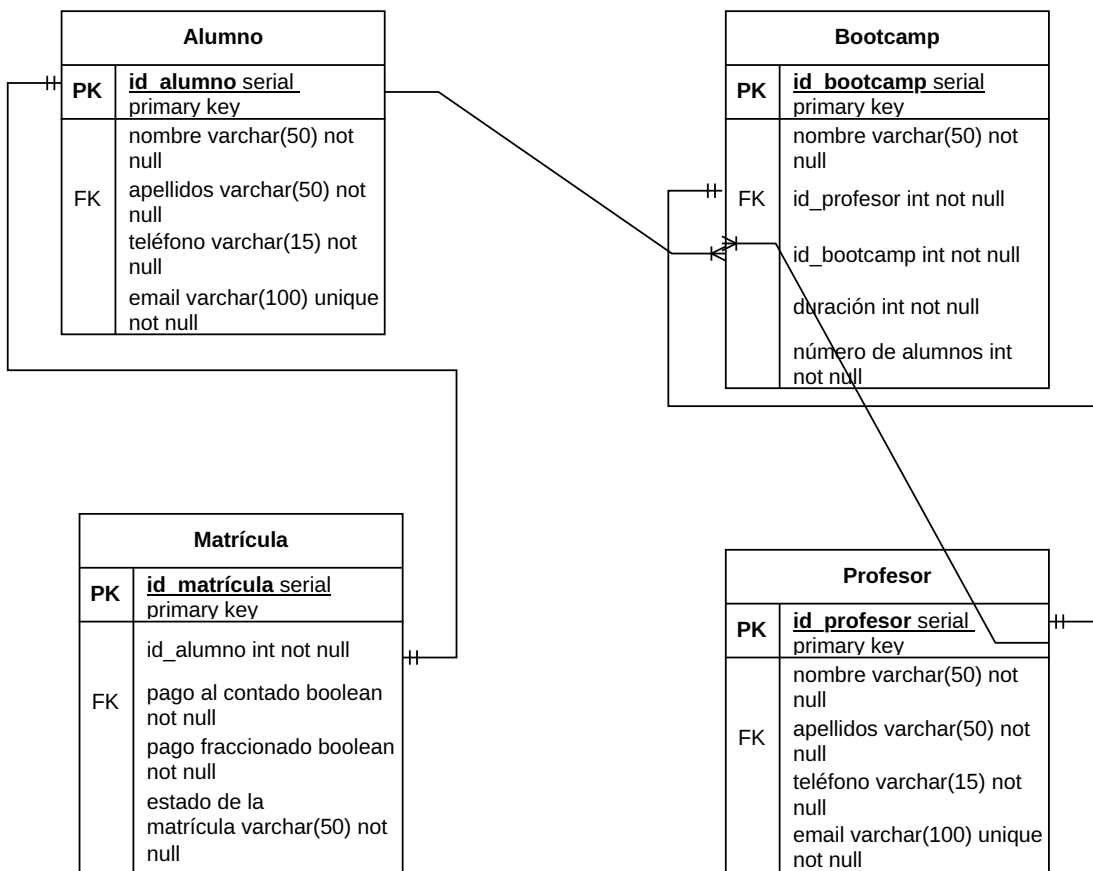 Alumno
PK
id_alumno serial
primary key
nombre varchar(50) not
null
FK
apellidos varchar(50) not
null
teléfono varchar(15) not
null
email varchar(100) unique
not null
Bootcamp
PK
id_bootcamp serial
primary key
nombre varchar(50) not
null
FK
id_profesor int not null
id_bootcamp int not null
duración int not null
número de alumnos int
not null
Matrícula
PK
id_matrícula serial
primary key
id_alumno int not null
FK
pago al contado boolean
not null
pago fraccionado boolean
not null
estado de la
matrícula varchar(50) not
null
Profesor
PK
id_profesor serial
primary key
nombre varchar(50) not
null
FK
apellidos varchar(50) not
null
teléfono varchar(15) not
null
email varchar(100) unique
not null